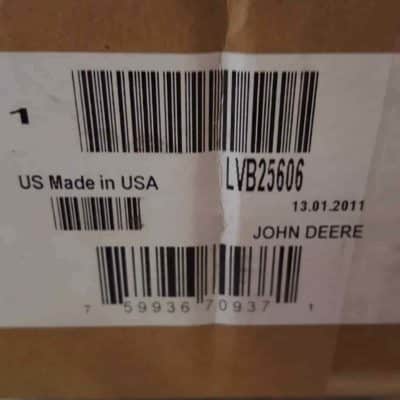 1
US Made in USA
LVB25606
13.01.2011
JOHN DEERE
7 59936 70937 1